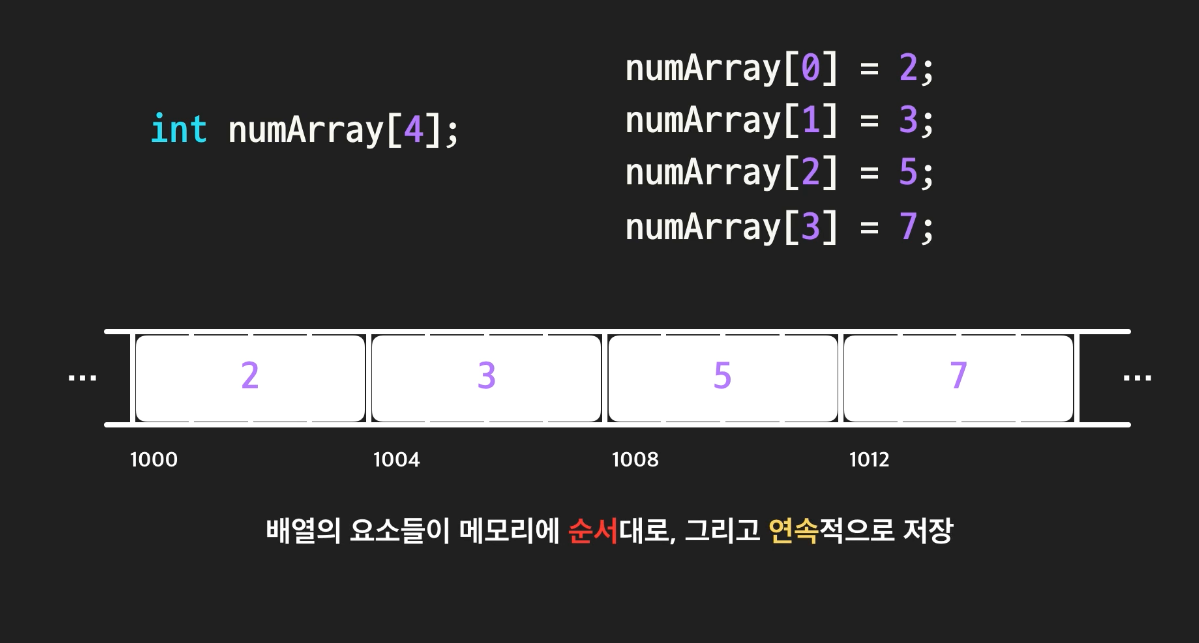 int numArray[4];
numArray[0] = 2;
numArray[1] = 3;
numArray[2] = 5;
numArray[3] = 7;
... 2 3 5 7 ...
1000 1004 1008 1012
배열의 요소들이 메모리에 순서대로, 그리고 연속적으로 저장